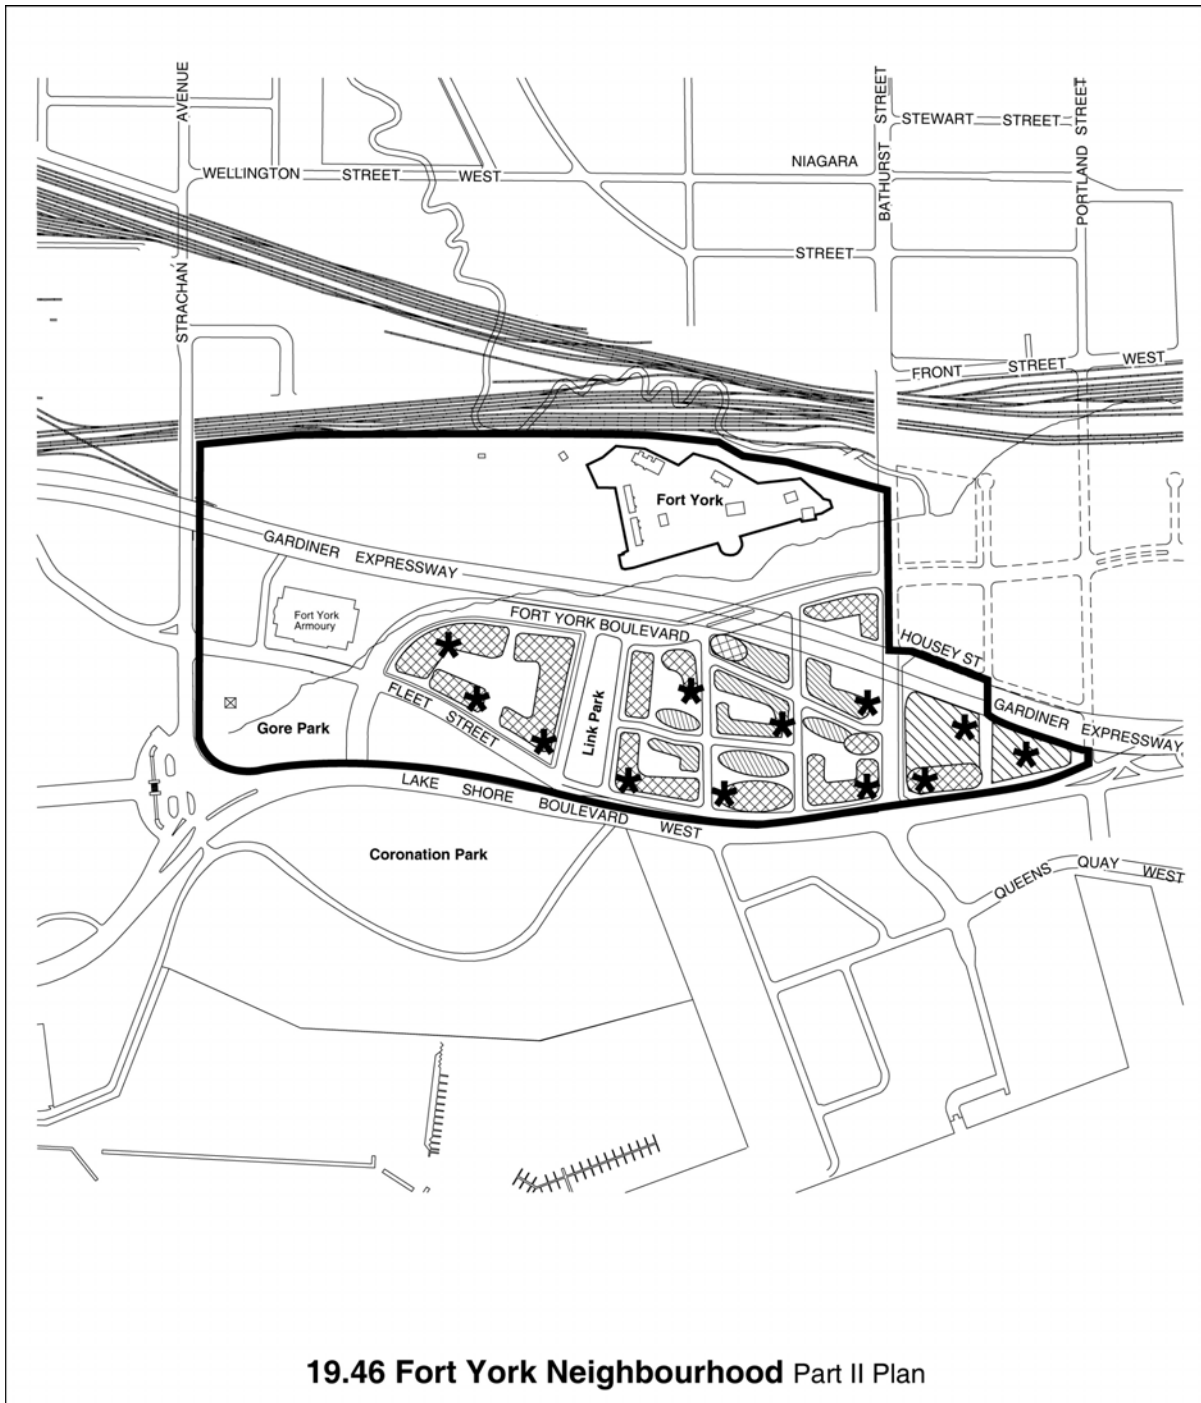 AVENUE
STREET
STEWART STREET
STREET
NIAGARA
WELLINGTON STREET WEST
BATHURST
PORTLAND
STREET
STRACHAN
FRONT STREET WEST
Fort York
GARDINER EXPRESSWAY
Fort York
Armoury
FORT YORK BOULEVARD
HOUSEY ST
FLEET STREET
Link Park
Gore Park
GARDINER EXPRESSWAY
LAKE SHORE BOULEVARD WEST
Coronation Park
QUEENS QUAY WEST
19.46 Fort York Neighbourhood Part II Plan